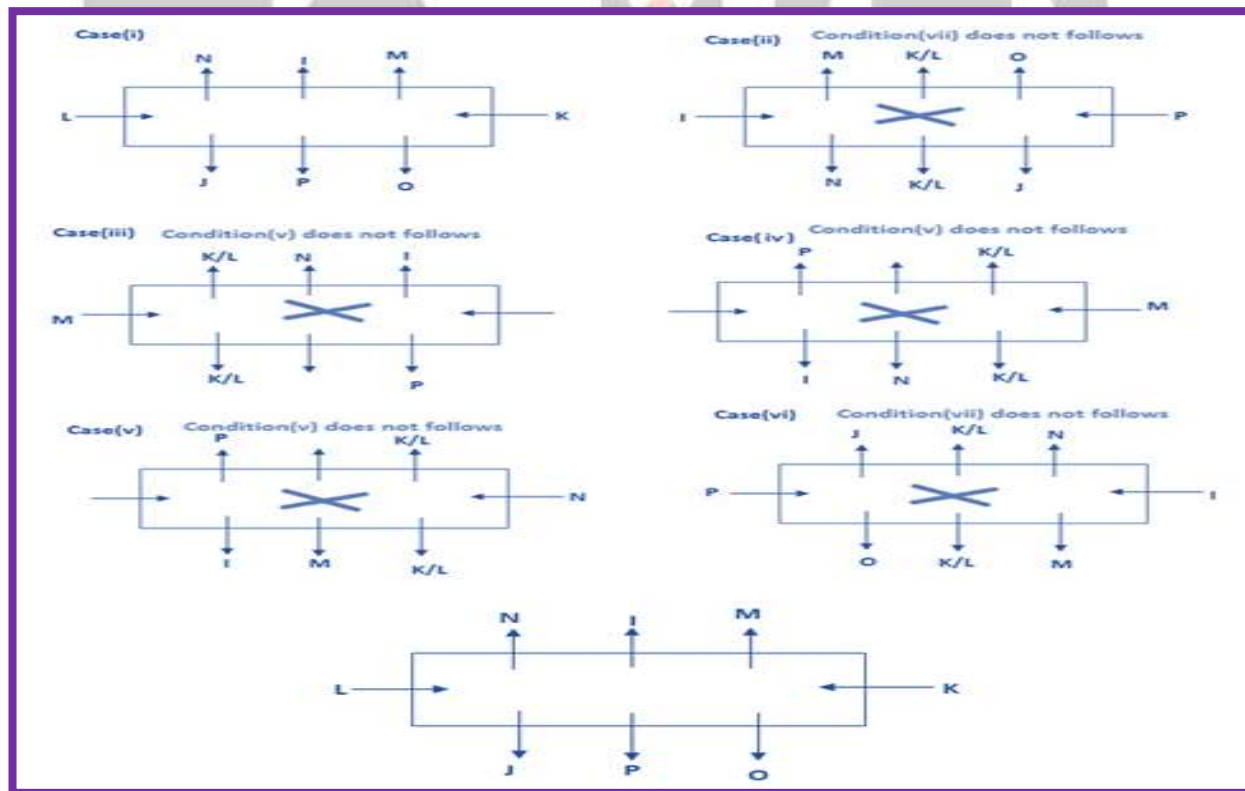 Case(i)
N I M
L K
J P O
Case(ii) Condition(vii) does not follows
M K/L O
I P
N K/L J
Case(iii) Condition(v) does not follows
K/L N I
M
K/L P
Case(iv) Condition(v) does not follows
P K/L
M
I N K/L
Case(v) Condition(v) does not follows
P K/L
N
I M K/L
Case(vi) Condition(vii) does not follows
J K/L N
P I
O K/L M
N I M
L K
J P O